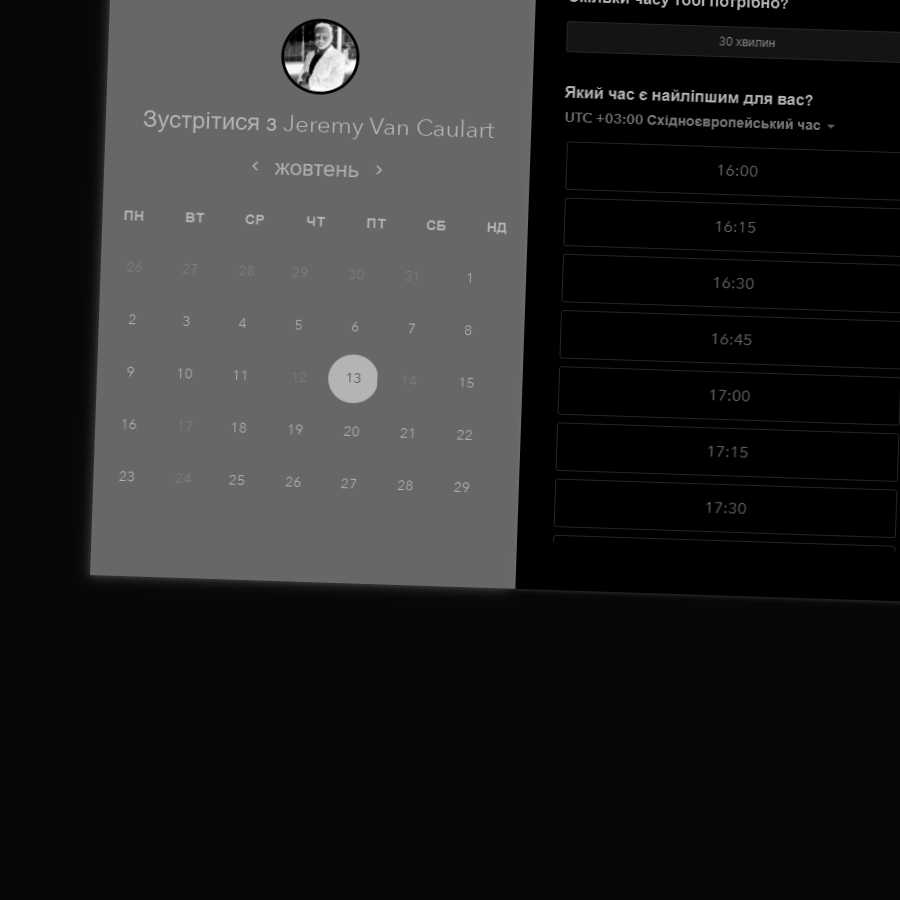 Зустрітися з Jeremy Van Caulart
жовтень
ПН ВТ СР ЧТ ПТ СБ НД
26 27 28 29 30 31 1
2 3 4 5 6 7 8
9 10 11 12 13 14 15
16 17 18 19 20 21 22
23 24 25 26 27 28 29
Скільки часу тобі потрібно?
30 хвилин
Який час є найліпшим для вас?
UTC +03:00 Східноєвропейський час
16:00
16:15
16:30
16:45
17:00
17:15
17:30